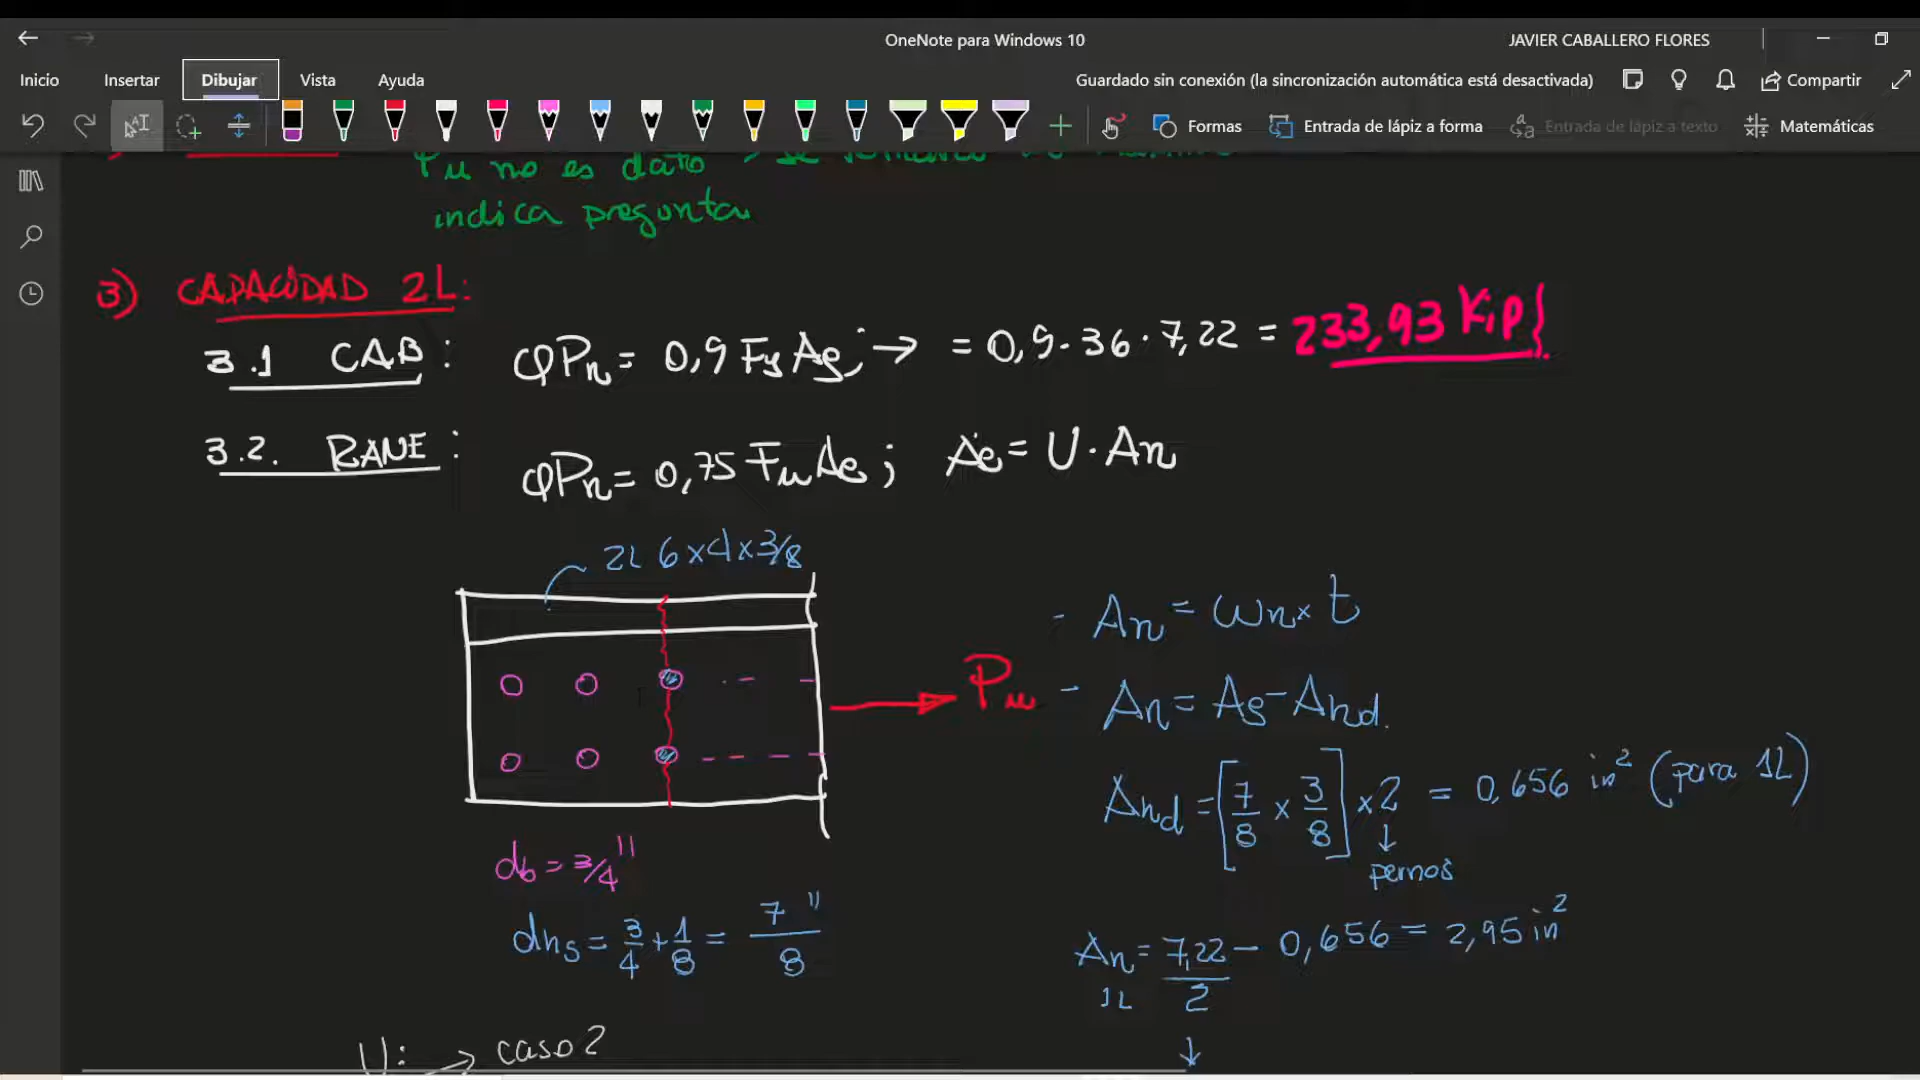 OneNote para Windows 10
JAVIER CABALLERO FLORES
Inicio Insertar Dibujar Vista Ayuda
Guardado sin conexión (la sincronización automática está desactivada)
Compartir
Formas
Entrada de lápiz a forma
Entrada de lápiz a texto
Matemáticas
Pu no es dato → se
indica pregunta
3) CAPACIDAD 2L:
3.1 CAB: φPn = 0,9 Fy Ag; → = 0,9·36·7,22 = 233,93 Kip{
3.2. RANE: φPn = 0,75 Fu Ae; Ae = U·An
2L 6x4x3/8
- An = wn x t
Pu
- An = Ag - Ahd.
Ahd = [7/8 x 3/8] x 2 = 0,656 in² (para 1L)
pernos
db = 3/4"
dhs = 3/4 + 1/8 = 7"/8
An 1L = 7,22/2 - 0,656 = 2,95 in²
U: → caso 2